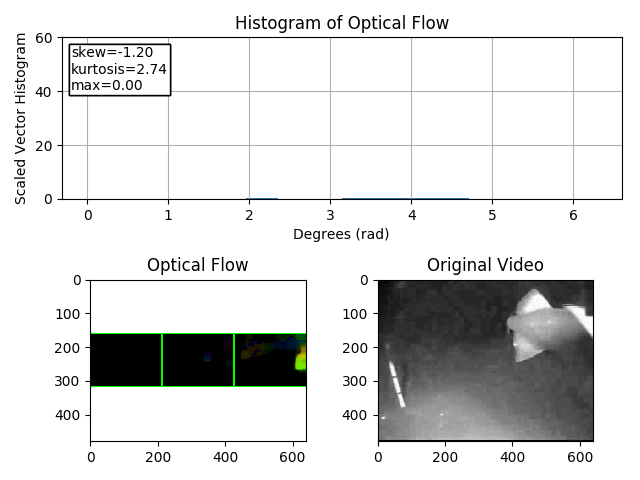 Histogram of Optical Flow
Scaled Vector Histogram
60
40
20
0
skew=-1.20
kurtosis=2.74
max=0.00
0 1 2 3 4 5 6
Degrees (rad)
Optical Flow
0
100
200
300
400
0 200 400 600
Original Video
0
100
200
300
400
0 200 400 600